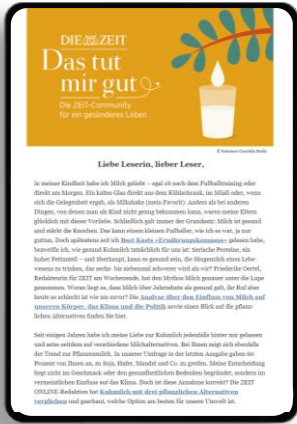 DIE ZEIT
Das tut
mir gut
Die ZEIT-Community
für ein gesünderes Leben
Liebe Leserin, lieber Leser,
in meiner Kindheit habe ich Milch geliebt – egal ob nach dem Fußballtraining oder
direkt am Morgen. Ein kaltes Glas direkt aus dem Kühlschrank, im Müsli oder, wenn
sich die Gelegenheit ergab, als Milkshake (mein Favorit). Anders als bei anderen
Dingen, von denen man als Kind nicht genug bekommen kann, waren meine Eltern
glücklich mit dieser Vorliebe. Schließlich galt immer der Grundsatz: Milch ist gesund
und stärkt die Knochen. Das kann einem kleinen Fußballer, wie ich es war, ja nur
guttun. Doch spätestens seit ich Bast Kasts »Ernährungskompass« gelesen habe,
bezweifle ich, wie gesund Kuhmilch tatsächlich für uns ist: tierische Proteine, ein
hoher Fettanteil – und überhaupt, kann es gesund sein, die Säuglingsmilch eines Lebe-
wesens zu trinken, das sechs- bis siebenmal schwerer wird als wir? Friederike Oertel,
Redakteurin für ZEIT am Wochenende, hat den Mythos Milch genauer unter die Lupe
genommen. Woran liegt es, dass Milch über Jahrzehnte als gesund galt, ihr Ruf aber
heute so schlecht ist wie nie zuvor? Die Analyse über den Einfluss von Milch auf
unseren Körper, das Klima und die Politik sowie einen Blick auf die pflanz-
lichen Alternativen finden Sie hier.
Seit einigen Jahren habe ich meine Liebe zur Kuhmilch jedenfalls hinter mir gelassen
und seine seitdem auf verschiedene Milchalternativen. Bei Ihnen zeigt sich ebenfalls
der Trend zur Pflanzenmilch. In unserer Umfrage in der letzten Ausgabe gaben 60
Prozent von Ihnen an, zu Soja, Hafer, Mandel und Co. zu greifen. Meine Entscheidung
liegt nicht im Geschmack oder den gesundheitlichen Bedenken begründet, sondern im
vermeintlichen Einfluss auf das Klima. Doch ist diese Annahme korrekt? Die ZEIT
ONLINE-Redaktion hat Kuhmilch mit drei pflanzlichen Alternativen
verglichen und geschaut, welche Option am besten für unsere Umwelt ist.